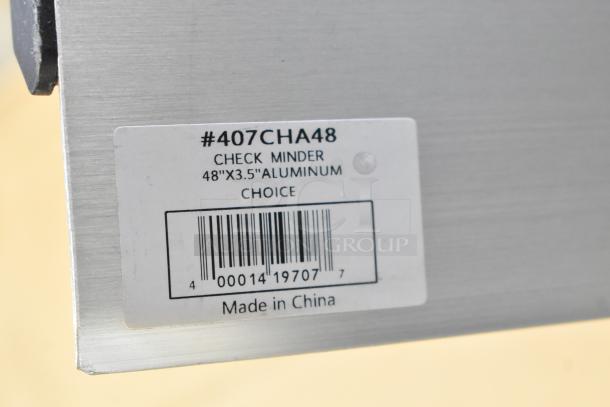 #407CHA48
CHECK MINDER
48"X3.5"ALUMINUM
CHOICE
4 00014 19707 7
Made in China